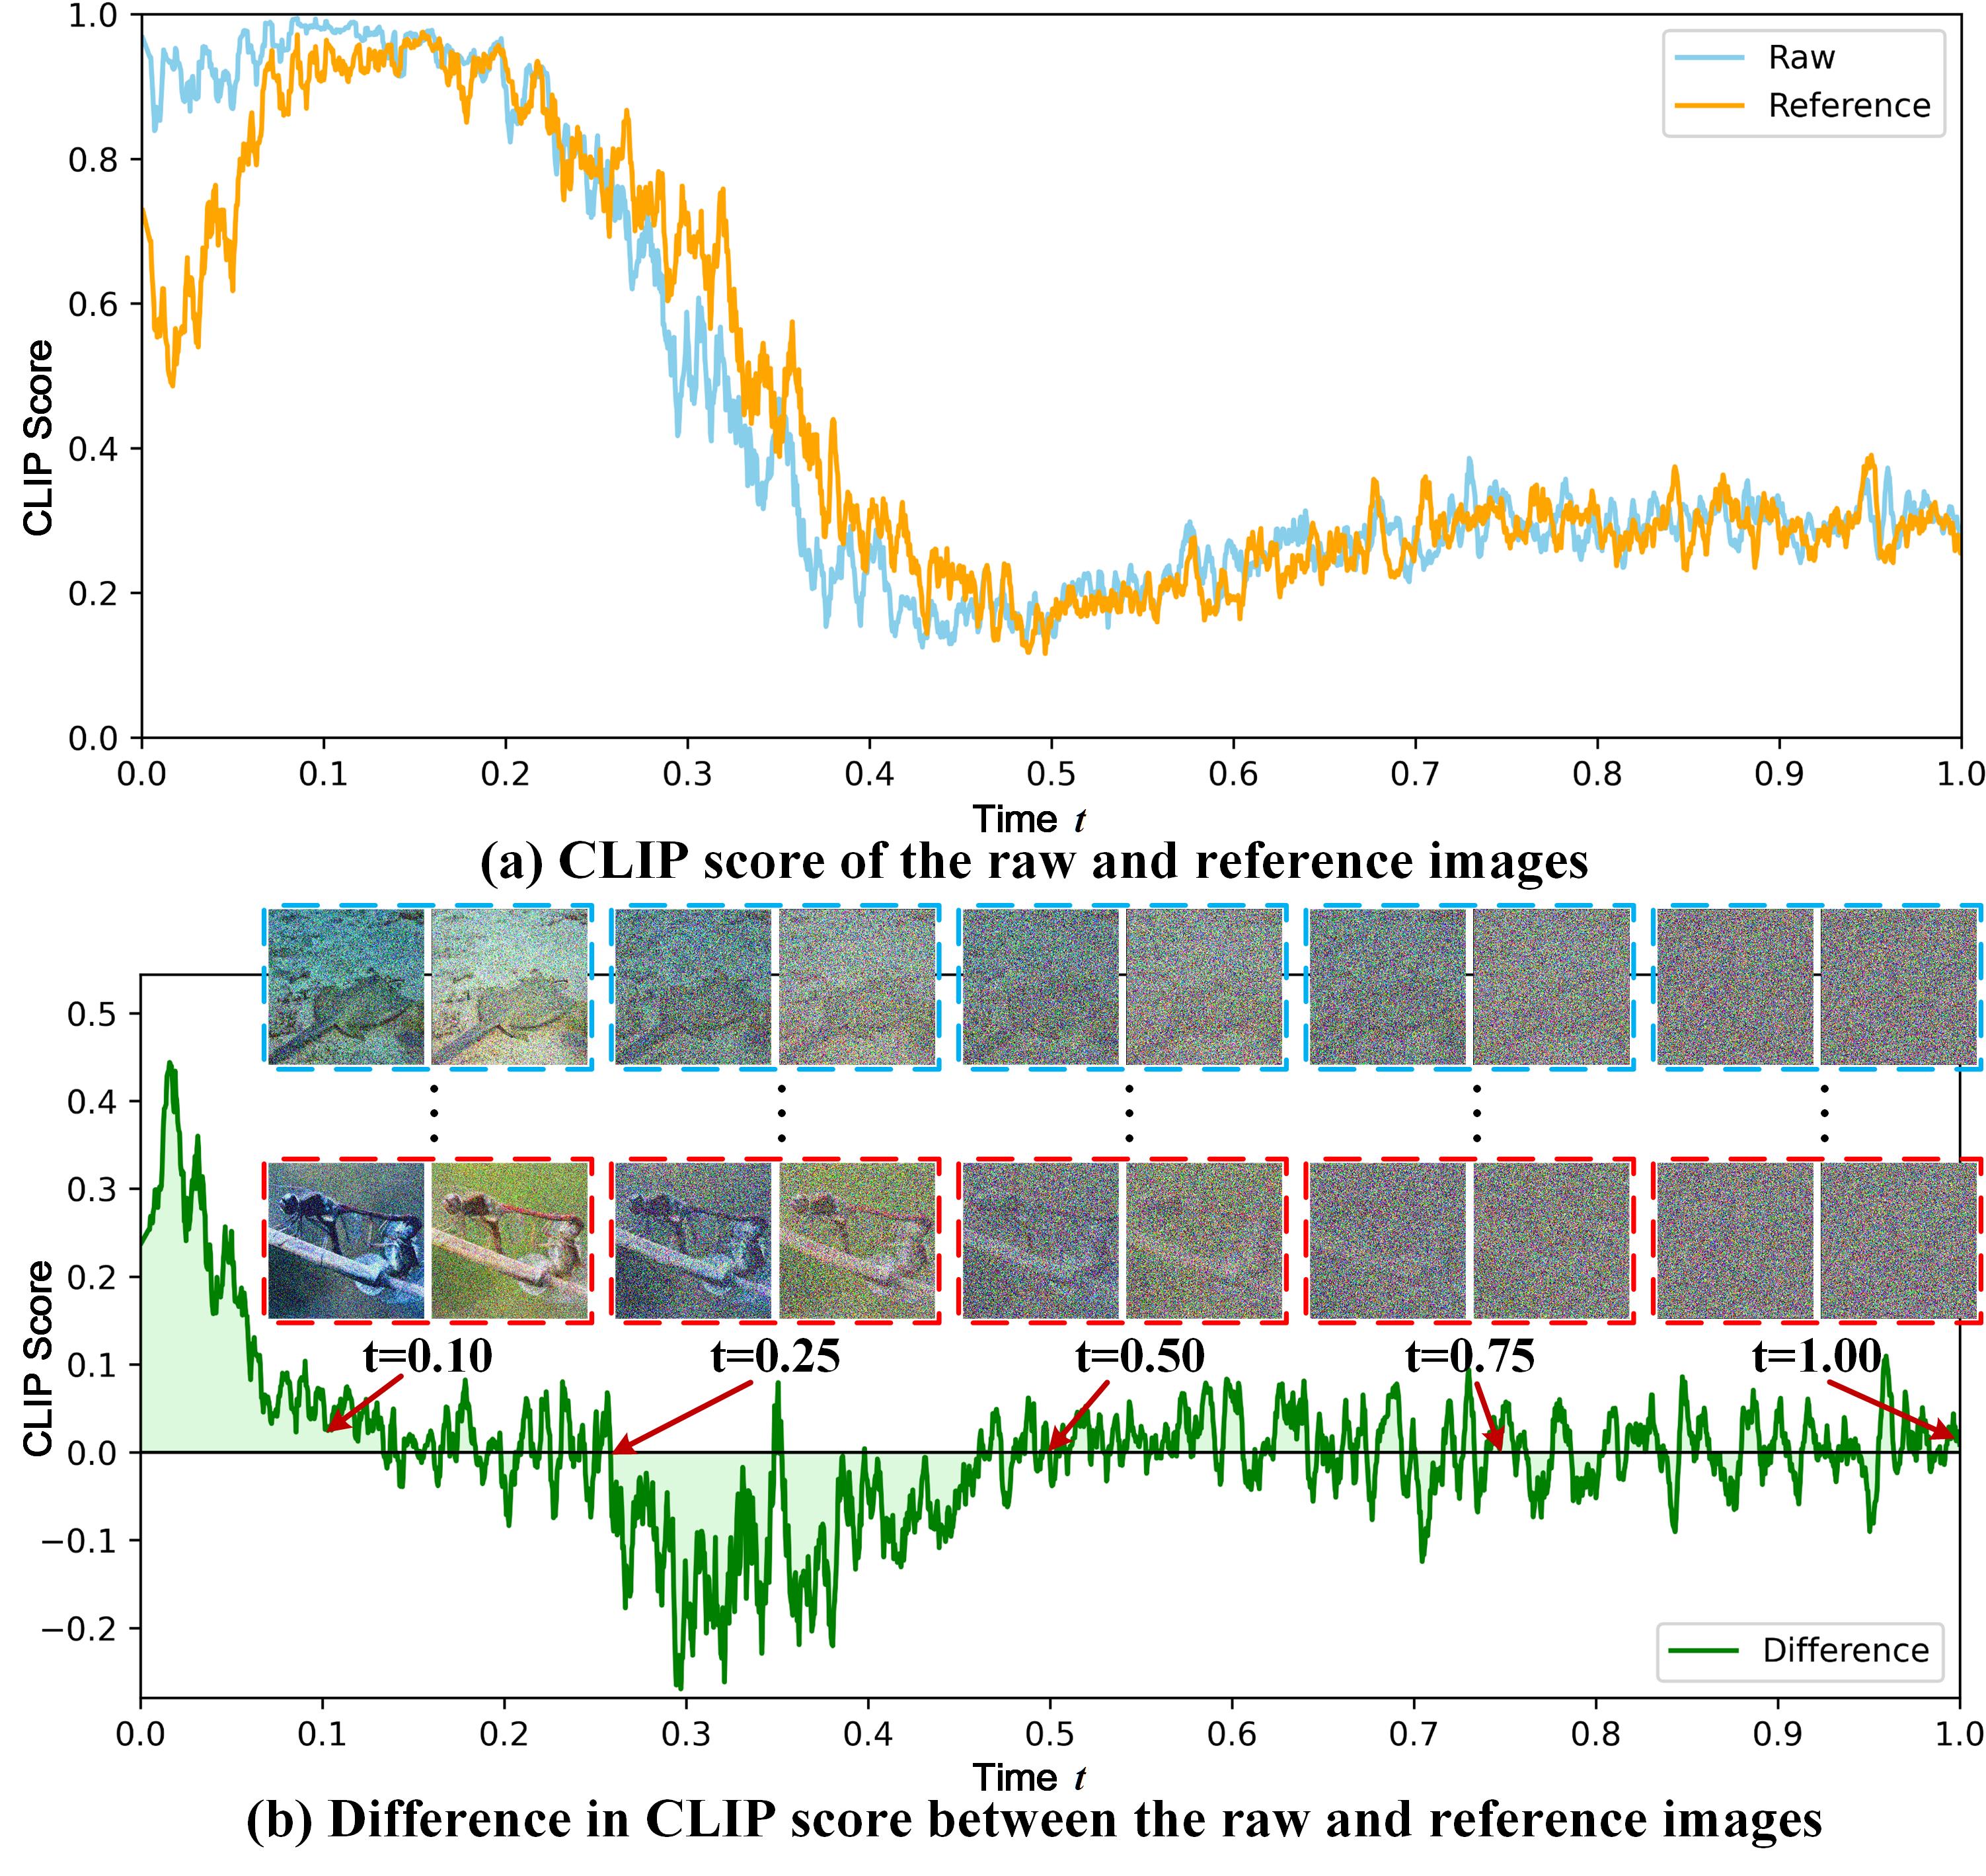 1.0
0.8
0.6
0.4
0.2
0.0
CLIP Score
Raw
Reference
0.0 0.1 0.2 0.3 0.4 0.5 0.6 0.7 0.8 0.9 1.0
Time t
(a) CLIP score of the raw and reference images
0.5
0.4
0.3
0.2
0.1
0.0
−0.1
−0.2
CLIP Score
t=0.10 t=0.25 t=0.50 t=0.75 t=1.00
Difference
0.0 0.1 0.2 0.3 0.4 0.5 0.6 0.7 0.8 0.9 1.0
Time t
(b) Difference in CLIP score between the raw and reference images